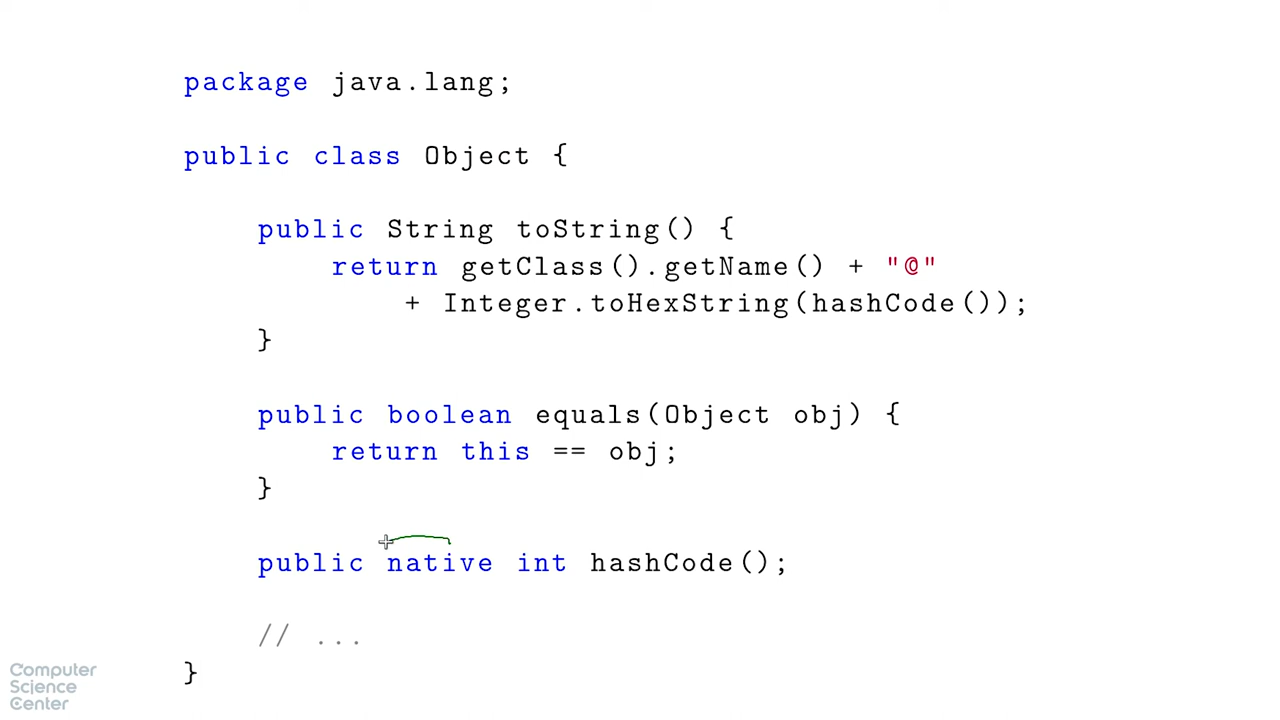 package java.lang;
public class Object {
public String toString() {
return getClass().getName() + "@"
+ Integer.toHexString(hashCode());
}
public boolean equals(Object obj) {
return this == obj;
}
public native int hashCode();
// ...
}
Computer
Science
Center